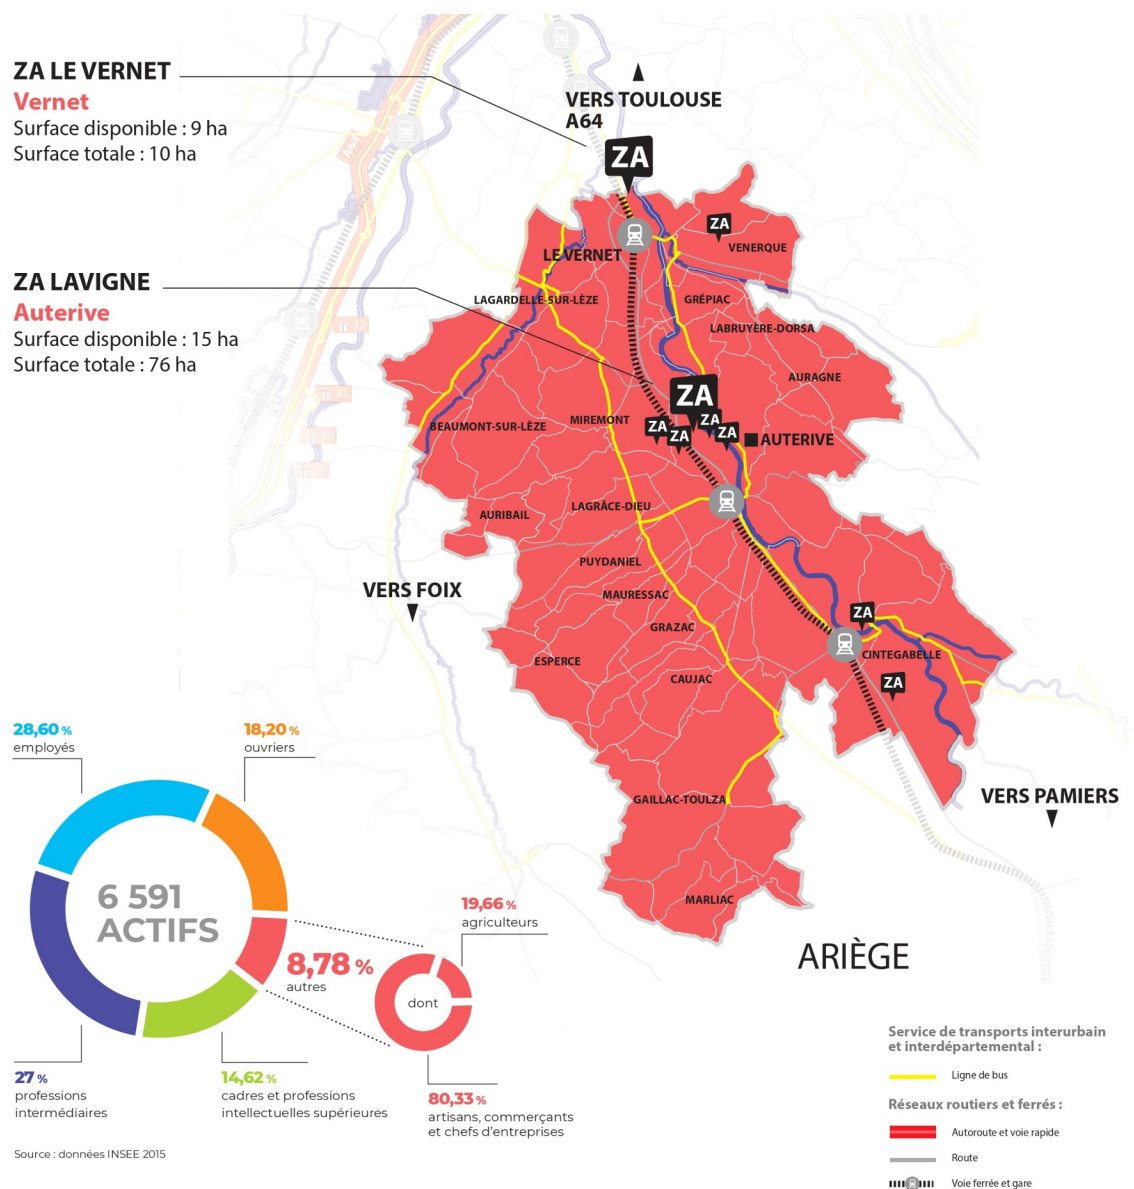 ZA LE VERNET
Vernet
Surface disponible : 9 ha
Surface totale : 10 ha
VERS TOULOUSE
A64
A64
ZA
ZA
VENERQUE
LE VERNET
ZA LAVIGNE
Auterive
Surface disponible : 15 ha
Surface totale : 76 ha
LAGARDELLE-SUR-LÈZE
GRÉPIAC
LABRUYÈRE-DORSA
32
AURAGNE
31
ZA
BEAUMONT-SUR-LÈZE
MIREMONT
ZA
ZA
ZA
ZA
AUTERIVE
30
AURIBAIL
LAGRÂCE-DIEU
PUYDANIEL
VERS FOIX
MAURESSAC
GRAZAC
ZA
CINTEGABELLE
ESPERCE
CAUJAC
ZA
28,60 %
employés
18,20 %
ouvriers
GAILLAC-TOULZA
VERS PAMIERS
MARLIAC
ARIÈGE
6 591
ACTIFS
19,66 %
agriculteurs
8,78 %
autres
dont
27 %
professions
intermédiaires
14,62 %
cadres et professions
intellectuelles supérieures
80,33 %
artisans, commerçants
et chefs d'entreprises
Source : données INSEE 2015
Service de transports interurbain
et interdépartemental :
Ligne de bus
Réseaux routiers et ferrés :
Autoroute et voie rapide
Route
Voie ferrée et gare